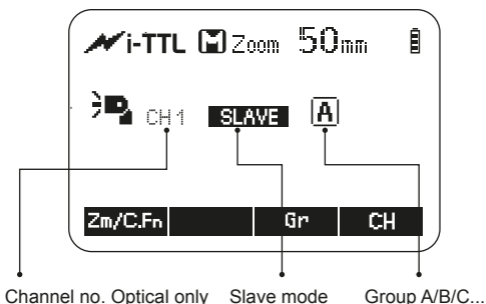 i-TTL M Zoom 50mm
CH 1 SLAVE A
Zm/C.Fn Gr CH
Channel no. Optical only Slave mode Group A/B/C...